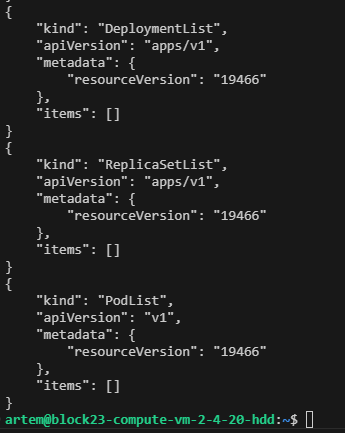 {
    "kind": "DeploymentList",
    "apiVersion": "apps/v1",
    "metadata": {
        "resourceVersion": "19466"
    },
    "items": []
}
{
    "kind": "ReplicaSetList",
    "apiVersion": "apps/v1",
    "metadata": {
        "resourceVersion": "19466"
    },
    "items": []
}
{
    "kind": "PodList",
    "apiVersion": "v1",
    "metadata": {
        "resourceVersion": "19466"
    },
    "items": []
}
artem@block23-compute-vm-2-4-20-hdd:~$